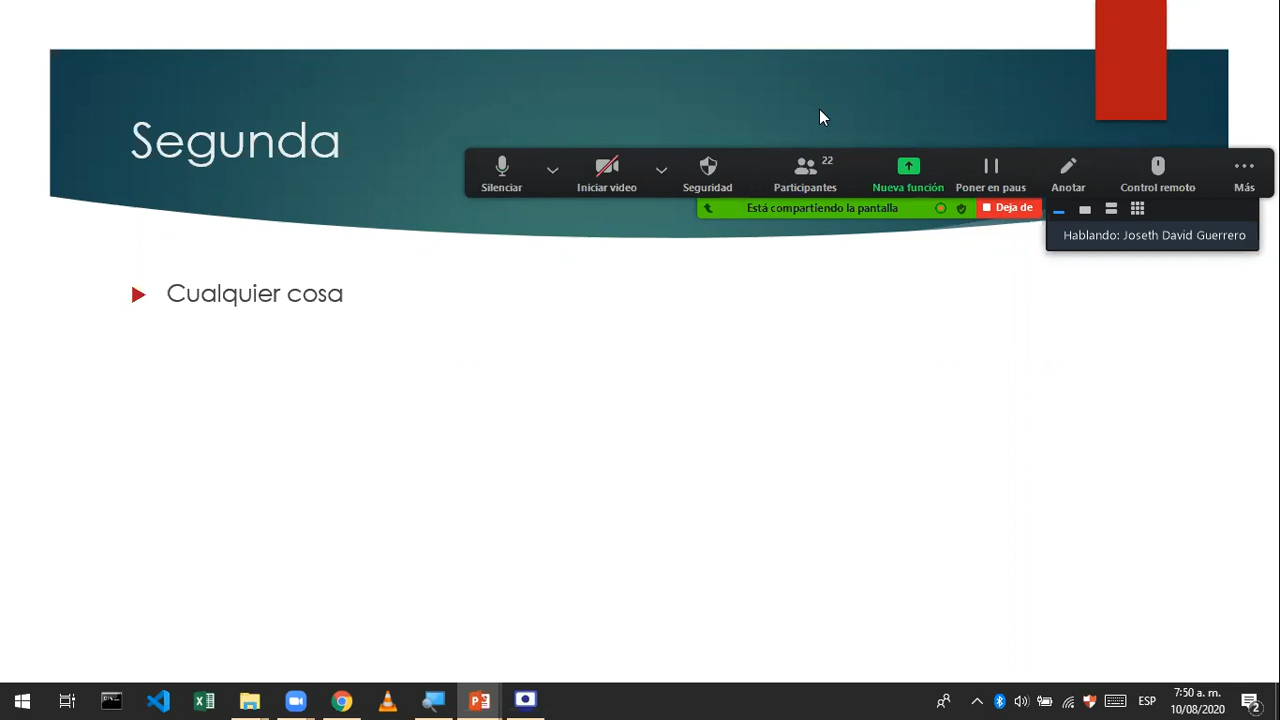 Segunda
22
Silenciar
Iniciar video
Seguridad
Participantes
Nueva función
Poner en paus
Anotar
Control remoto
Más
Está compartiendo la pantalla
Deja de
Hablando: Joseth David Guerrero
Cualquier cosa
ESP
7:50 a. m.
10/08/2020
2